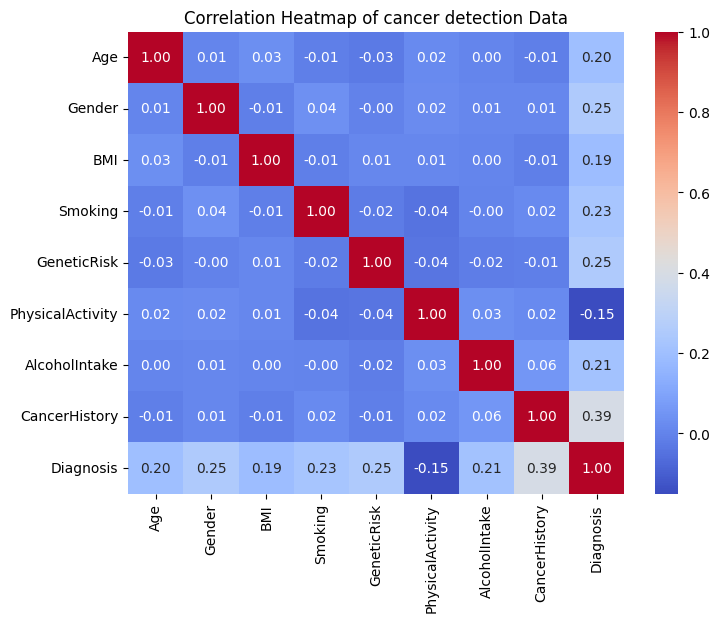 Correlation Heatmap of cancer detection Data
Age 1.00 0.01 0.03 -0.01 -0.03 0.02 0.00 -0.01 0.20
Gender 0.01 1.00 -0.01 0.04 -0.00 0.02 0.01 0.01 0.25
BMI 0.03 -0.01 1.00 -0.01 0.01 0.01 0.00 -0.01 0.19
Smoking -0.01 0.04 -0.01 1.00 -0.02 -0.04 -0.00 0.02 0.23
GeneticRisk -0.03 -0.00 0.01 -0.02 1.00 -0.04 -0.02 -0.01 0.25
PhysicalActivity 0.02 0.02 0.01 -0.04 -0.04 1.00 0.03 0.02 -0.15
AlcoholIntake 0.00 0.01 0.00 -0.00 -0.02 0.03 1.00 0.06 0.21
CancerHistory -0.01 0.01 -0.01 0.02 -0.01 0.02 0.06 1.00 0.39
Diagnosis 0.20 0.25 0.19 0.23 0.25 -0.15 0.21 0.39 1.00
Age Gender BMI Smoking GeneticRisk PhysicalActivity AlcoholIntake CancerHistory Diagnosis
1.0
0.8
0.6
0.4
0.2
0.0